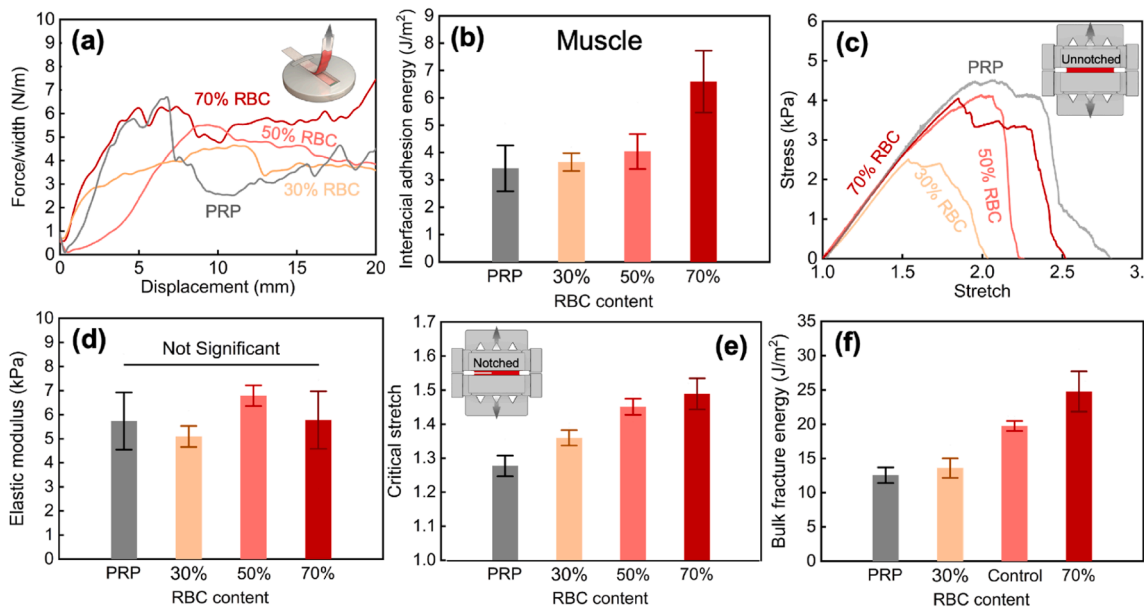 (a)
Force/width (N/m)
10
9
8
7
6
5
4
3
2
1
0
70% RBC
50% RBC
30% RBC
PRP
0
5
10
15
20
Displacement (mm)
(b)
Muscle
Interfacial adhesion energy (J/m²)
9
8
7
6
5
4
3
2
1
0
PRP
30%
50%
70%
RBC content
(c)
Unnotched
Stress (kPa)
6
5
4
3
2
1
0
PRP
70% RBC
50% RBC
30% RBC
1.0
1.5
2.0
2.5
3.
Stretch
(d)
Not Significant
Elastic modulus (kPa)
10
9
8
7
6
5
4
3
2
1
0
PRP
30%
50%
70%
RBC content
(e)
Notched
Critical stretch
1.7
1.6
1.5
1.4
1.3
1.2
1.1
1.0
PRP
30%
50%
70%
RBC content
(f)
Bulk fracture energy (J/m²)
35
30
25
20
15
10
5
0
PRP
30%
Control
70%
RBC content